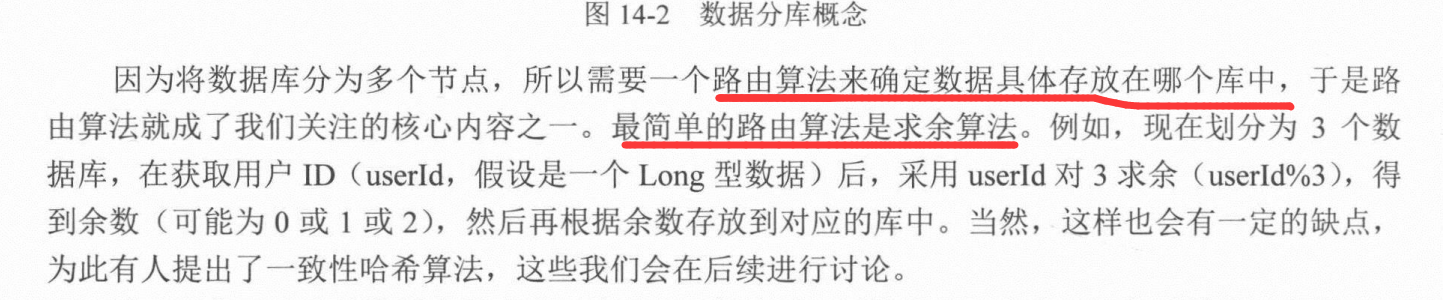 图 14-2 数据分库概念
因为将数据库分为多个节点，所以需要一个路由算法来确定数据具体存放在哪个库中，于是路
由算法就成了我们关注的核心内容之一。最简单的路由算法是求余算法。例如，现在划分为 3 个数
据库，在获取用户 ID（userId，假设是一个 Long 型数据）后，采用 userId 对 3 求余（userId%3），得
到余数（可能为 0 或 1 或 2），然后再根据余数存放到对应的库中。当然，这样也会有一定的缺点，
为此有人提出了一致性哈希算法，这些我们会在后续进行讨论。